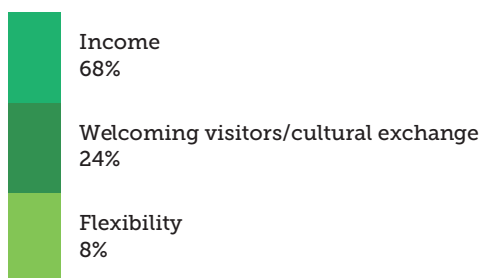 Income
68%
Welcoming visitors/cultural exchange
24%
Flexibility
8%